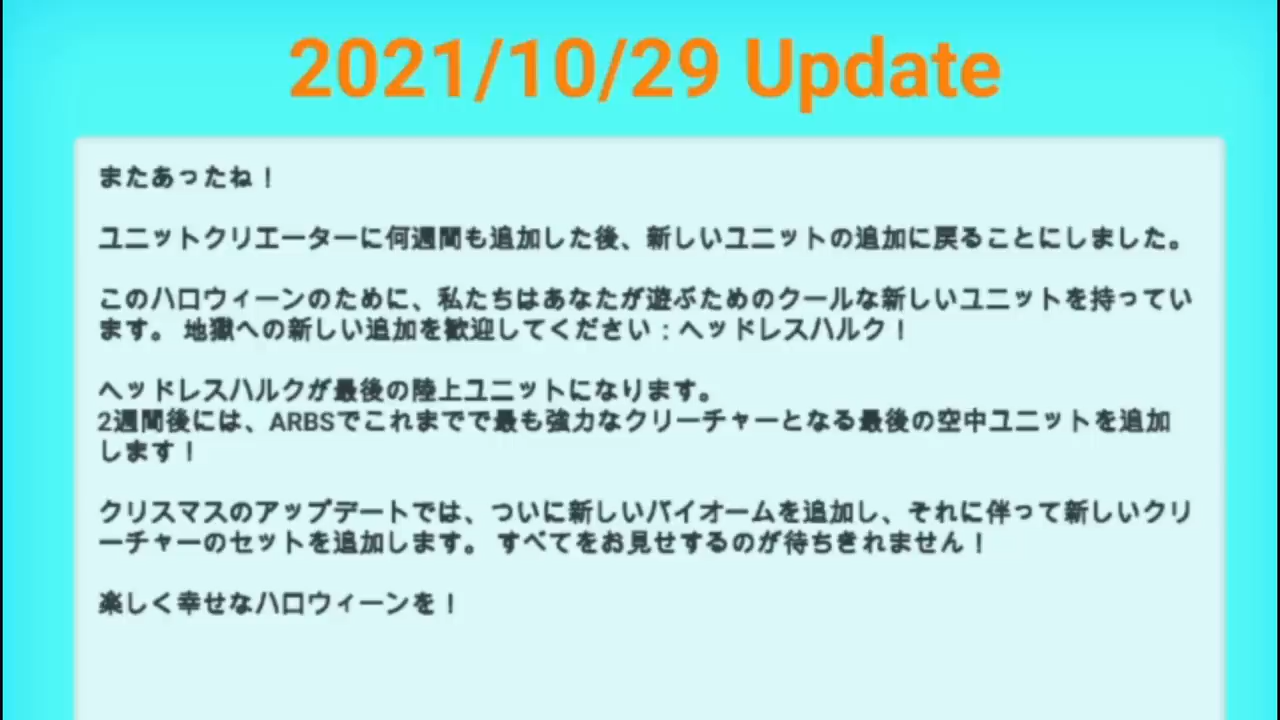 2021/10/29 Update
またあったね！
ユニットクリエーターに何週間も追加した後、新しいユニットの追加に戻ることにしました。
このハロウィーンのために、私たちはあなたが遊ぶためのクールな新しいユニットを持ってい
ます。 地獄への新しい追加を歓迎してください：ヘッドレスハルク！
ヘッドレスハルクが最後の陸上ユニットになります。
2週間後には、ARBSでこれまでで最も強力なクリーチャーとなる最後の空中ユニットを追加
します！
クリスマスのアップデートでは、ついに新しいバイオームを追加し、それに伴って新しいクリ
ーチャーのセットを追加します。 すべてをお見せするのが待ちきれません！
楽しく幸せなハロウィーンを！